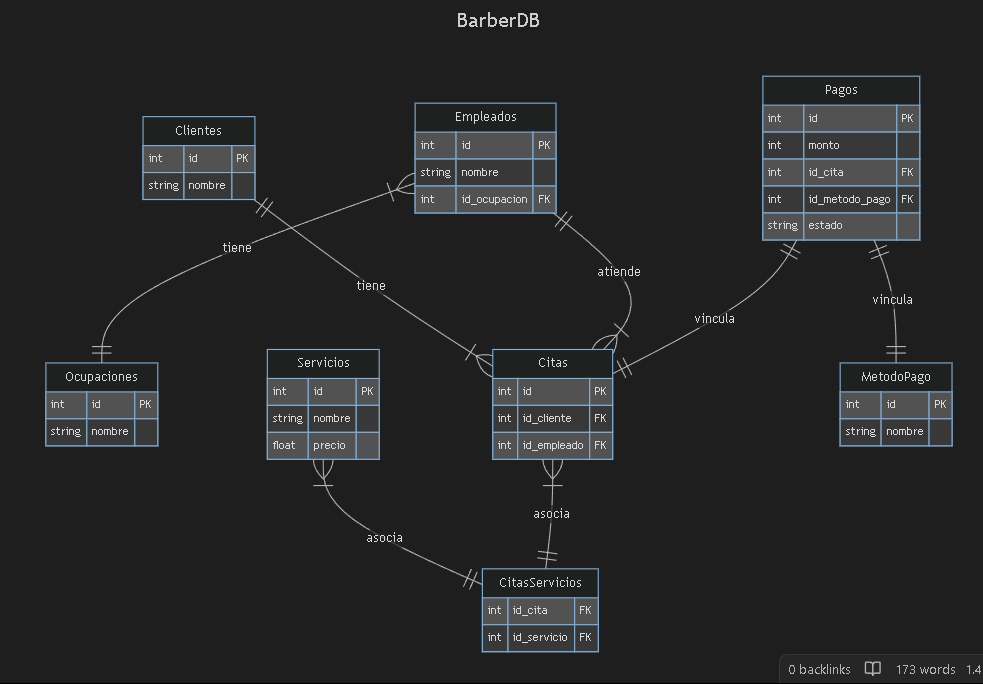 BarberDB
Clientes
int id PK
string nombre
Empleados
int id PK
string nombre
int id_ocupacion FK
Pagos
int id PK
int monto
int id_cita FK
int id_metodo_pago FK
string estado
tiene
tiene
atiende
vincula
vincula
Ocupaciones
int id PK
string nombre
Servicios
int id PK
string nombre
float precio
Citas
int id PK
int id_cliente FK
int id_empleado FK
MetodoPago
int id PK
string nombre
asocia
asocia
CitasServicios
int id_cita FK
int id_servicio FK
0 backlinks 173 words 1.4